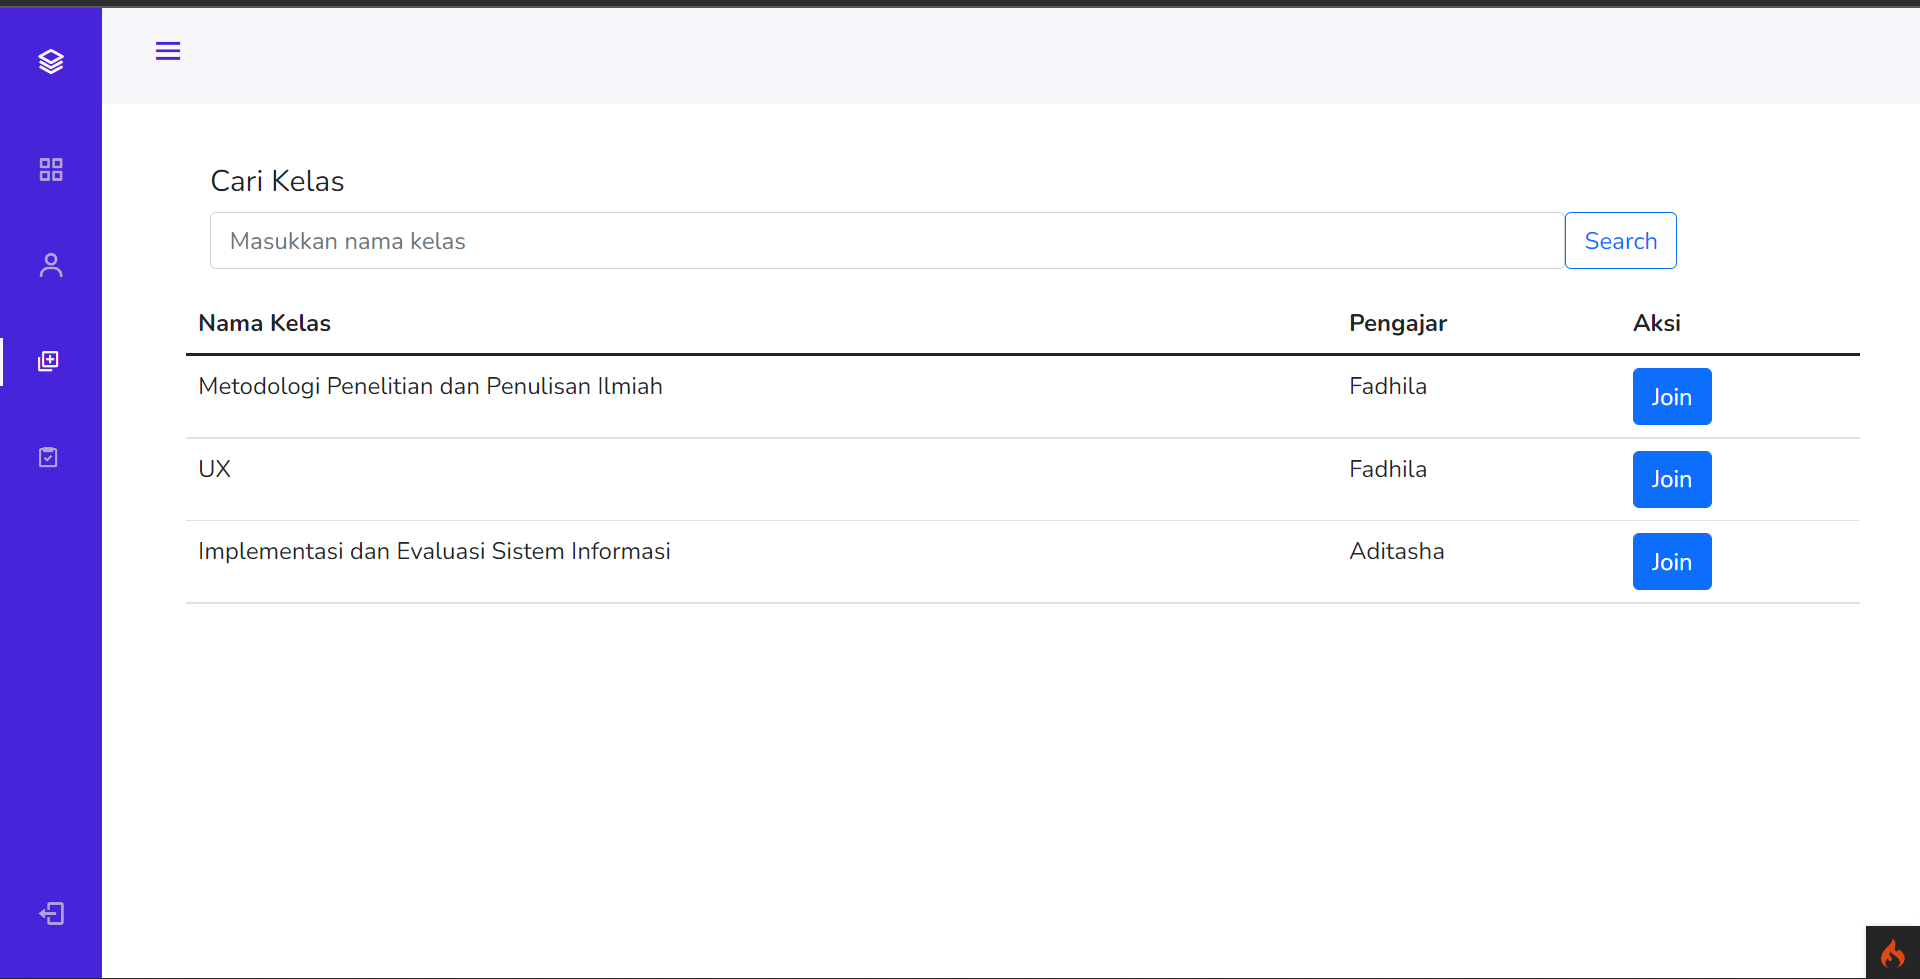 Cari Kelas
Masukkan nama kelas Search
Nama Kelas Pengajar Aksi
Metodologi Penelitian dan Penulisan Ilmiah Fadhila Join
UX Fadhila Join
Implementasi dan Evaluasi Sistem Informasi Aditasha Join